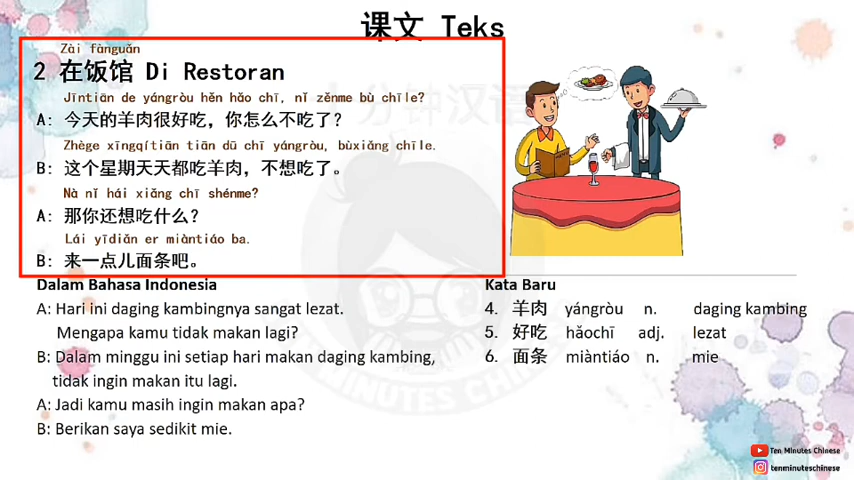 课文 Teks
Zài fànguǎn
2 在饭馆 Di Restoran
Jīntiān de yángròu hěn hǎo chī, nǐ zěnme bù chīle?
A: 今天的羊肉很好吃，你怎么不吃了？
Zhège xīngqítiān tiān dū chī yángròu, bùxiǎng chīle.
B: 这个星期天天都吃羊肉，不想吃了。
Nà nǐ hái xiǎng chī shénme?
A: 那你还想吃什么？
Lái yīdiǎn er miàntiáo ba.
B: 来一点儿面条吧。
Dalam Bahasa Indonesia
A: Hari ini daging kambingnya sangat lezat.
Mengapa kamu tidak makan lagi?
B: Dalam minggu ini setiap hari makan daging kambing,
tidak ingin makan itu lagi.
A: Jadi kamu masih ingin makan apa?
B: Berikan saya sedikit mie.
Kata Baru
4. 羊肉 yángròu n. daging kambing
5. 好吃 hǎochī adj. lezat
6. 面条 miàntiáo n. mie
Ten Minutes Chinese
tenminuteschinese